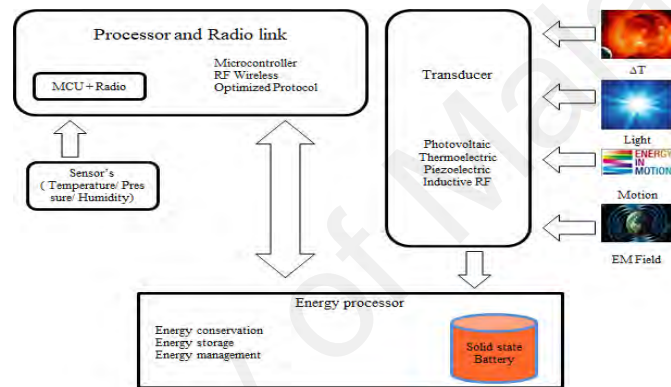 Processor and Radio link
Microcontroller
RF Wireless
Optimized Protocol
MCU + Radio
Sensor's
( Temperature/ Pres
sure/ Humidity)
Transducer
Photovoltaic
Thermoelectric
Piezoelectric
Inductive RF
ΔT
Light
ENERGY
IN
MOTION
Motion
EM Field
Energy processor
Energy conservation
Energy storage
Energy management
Solid state
Battery
of Mala